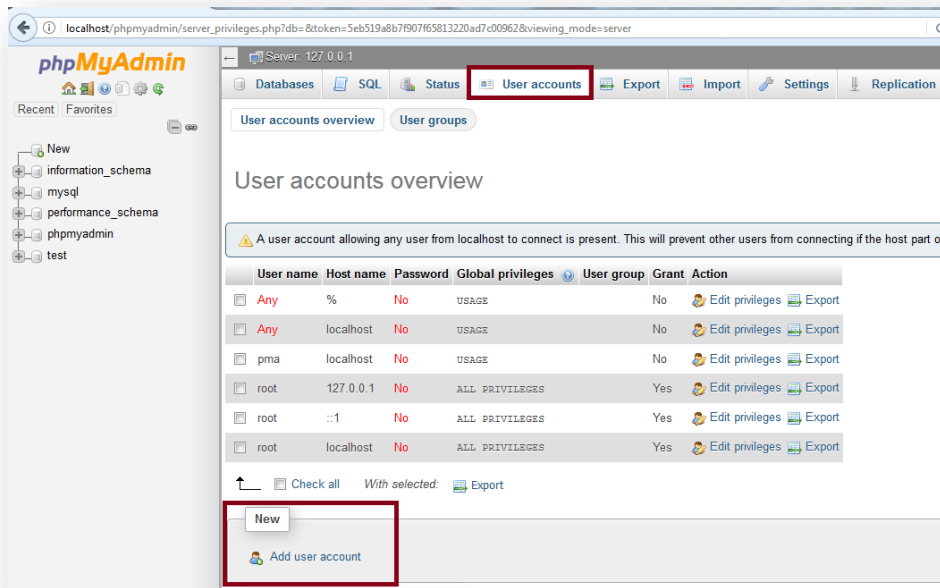 localhost/phpmyadmin/server_privileges.php?db=&token=5eb519a8b7f907f65813220ad7c00962&viewing_mode=server
phpMyAdmin
Recent Favorites
New
information_schema
mysql
performance_schema
phpmyadmin
test
Server: 127.0.0.1
Databases SQL Status User accounts Export Import Settings Replication
User accounts overview User groups
User accounts overview
A user account allowing any user from localhost to connect is present. This will prevent other users from connecting if the host part o
User name Host name Password Global privileges User group Grant Action
Any % No USAGE No Edit privileges Export
Any localhost No USAGE No Edit privileges Export
pma localhost No USAGE No Edit privileges Export
root 127.0.0.1 No ALL PRIVILEGES Yes Edit privileges Export
root ::1 No ALL PRIVILEGES Yes Edit privileges Export
root localhost No ALL PRIVILEGES Yes Edit privileges Export
Check all With selected: Export
New
Add user account